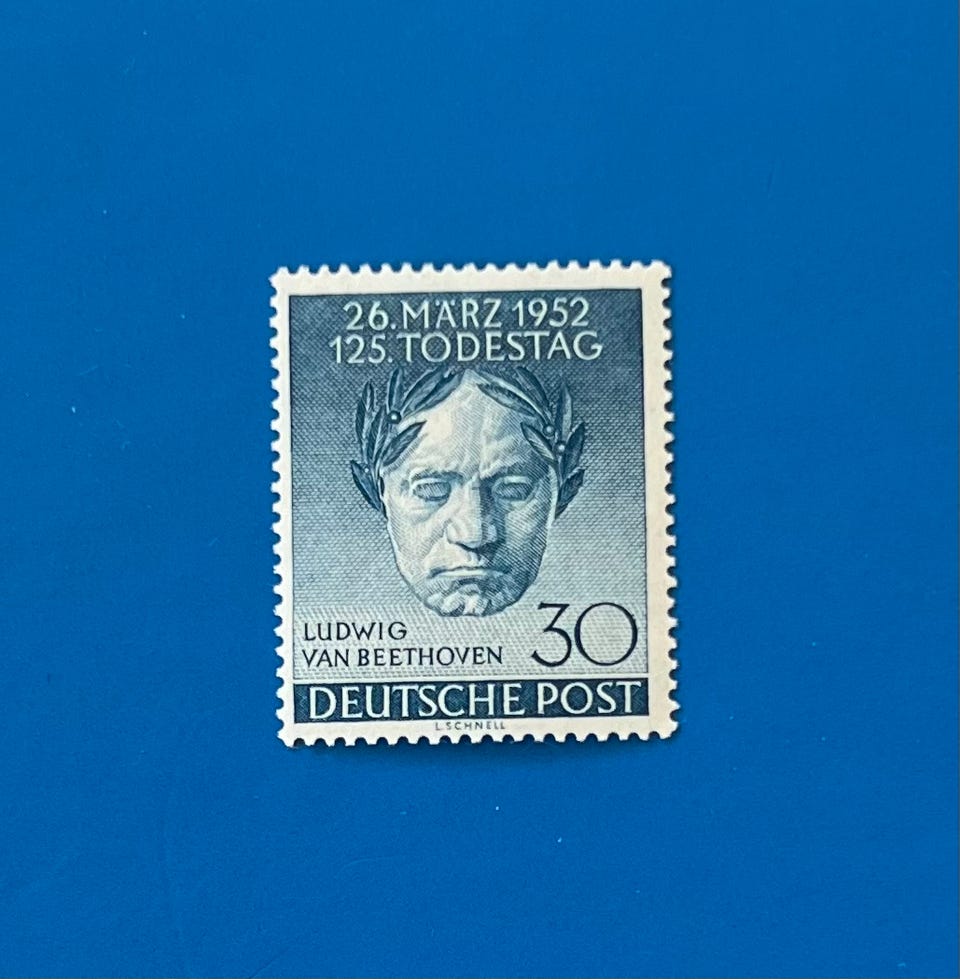 26. MÄRZ 1952
125. TODESTAG
LUDWIG
VAN BEETHOVEN
30
DEUTSCHE POST
L. SCHNELL